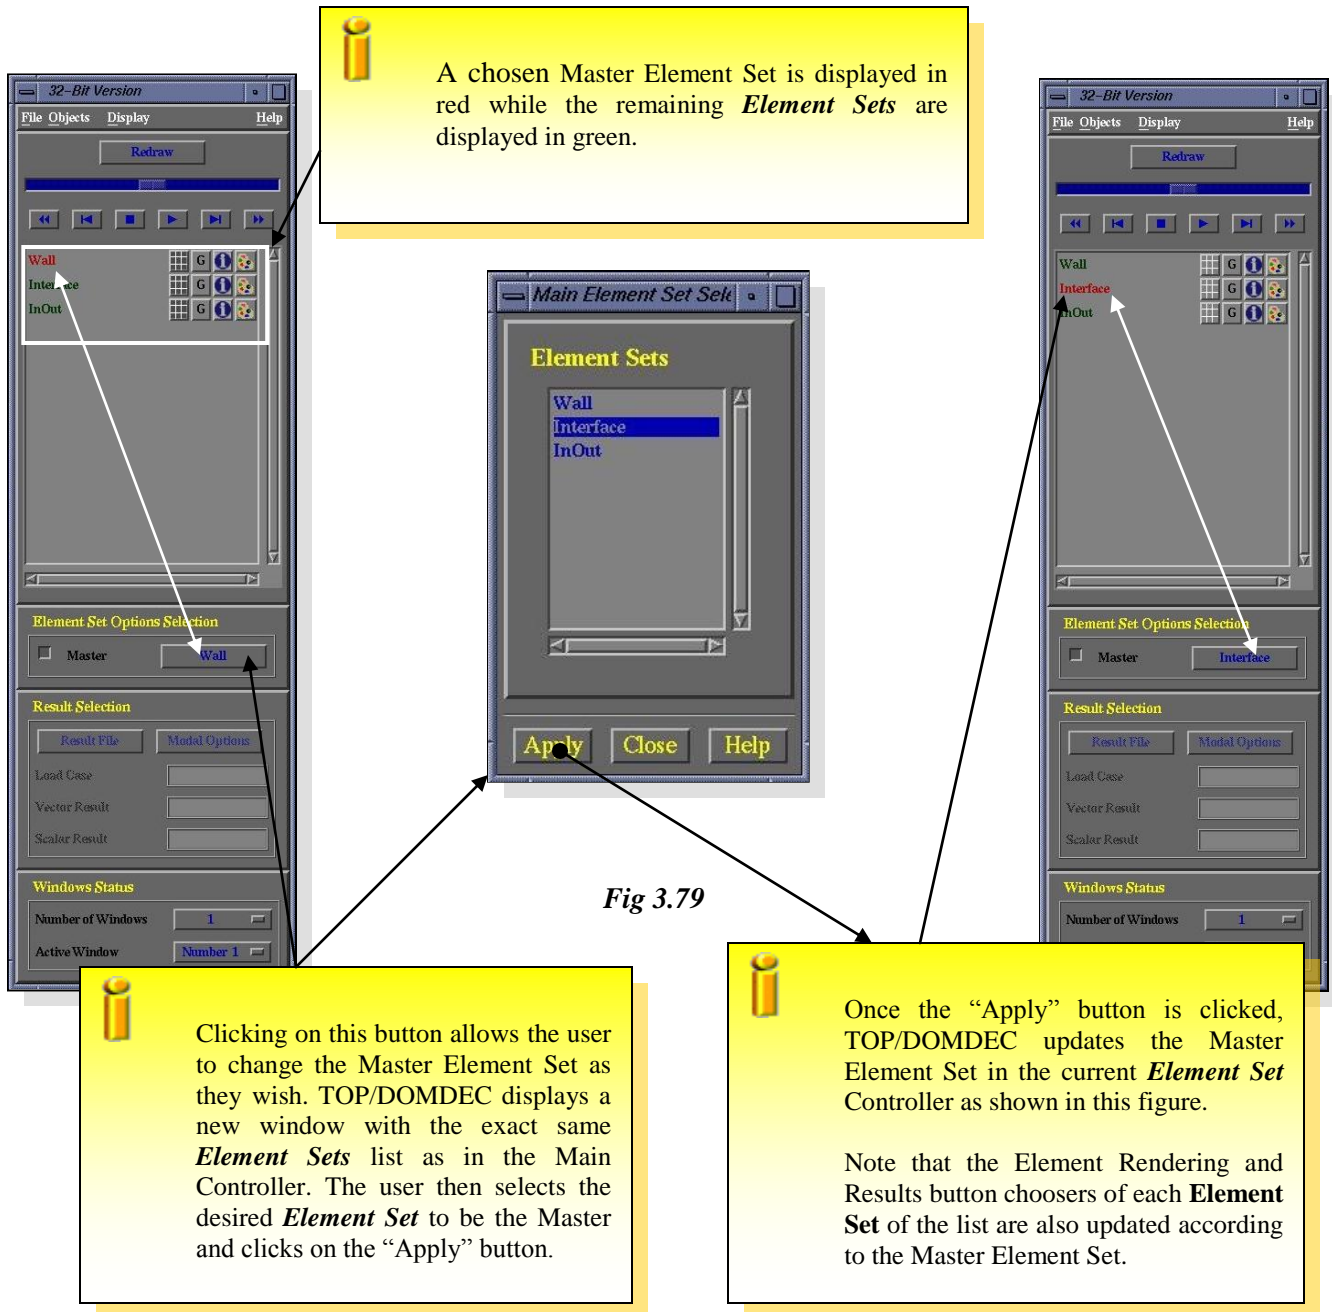 A chosen Master Element Set is displayed in
red while the remaining Element Sets are
displayed in green.
32-Bit Version
File Objects Display Help
Redraw
Wall G
Interface G
InOut G
Element Set Options Selection
Master Wall
Result Selection
Result File Modal Options
Load Case
Vector Result
Scalar Result
Windows Status
Number of Windows 1
Active Window Number 1
Main Element Set Sele
Element Sets
Wall
Interface
InOut
Apply Close Help
32-Bit Version
File Objects Display Help
Redraw
Wall G
Interface G
InOut G
Element Set Options Selection
Master Interface
Result Selection
Result File Modal Options
Load Case
Vector Result
Scalar Result
Windows Status
Number of Windows 1
Fig 3.79
Clicking on this button allows the user
to change the Master Element Set as
they wish. TOP/DOMDEC displays a
new window with the exact same
Element Sets list as in the Main
Controller. The user then selects the
desired Element Set to be the Master
and clicks on the “Apply” button.
Once the “Apply” button is clicked,
TOP/DOMDEC updates the Master
Element Set in the current Element Set
Controller as shown in this figure.
Note that the Element Rendering and
Results button choosers of each Element
Set of the list are also updated according
to the Master Element Set.